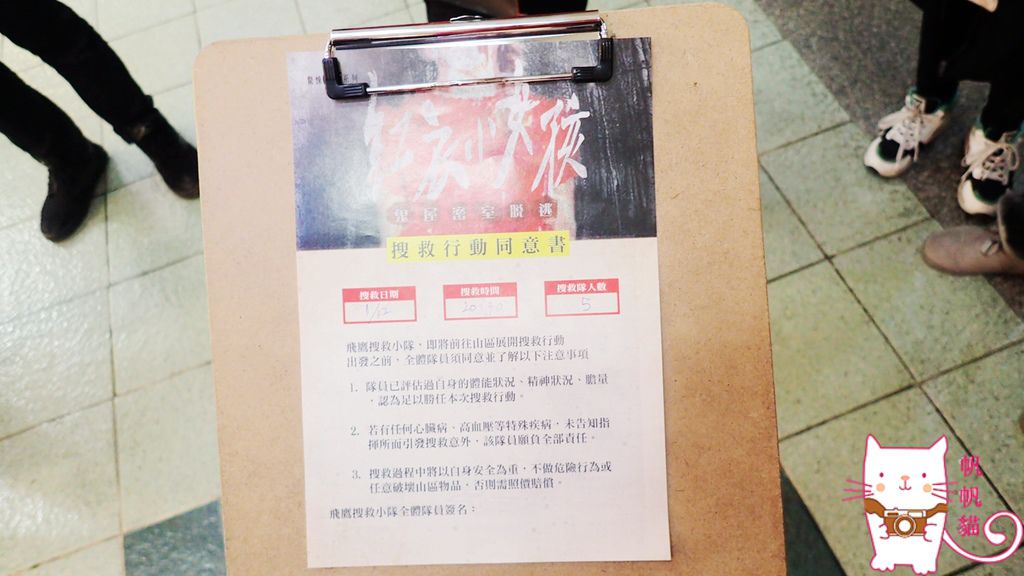 鬼屋密室脫逃
搜救行動同意書
搜救日期
搜救時間
搜救隊人數
1/12
5
飛鷹搜救小隊，即將前往山區展開搜救行動
出發之前，全體隊員須同意並了解以下注意事項
1. 隊員已評估過自身的體能狀況、精神狀況、膽量
，認為足以勝任本次搜救行動。
2. 若有任何心臟病、高血壓等特殊疾病，未告知指
揮所而引發搜救意外，該隊員願負全部責任。
3. 搜救過程中將以自身安全為重，不做危險行為或
任意破壞山區物品，否則需照價賠償。
飛鷹搜救小隊全體隊員簽名：
帆帆貓